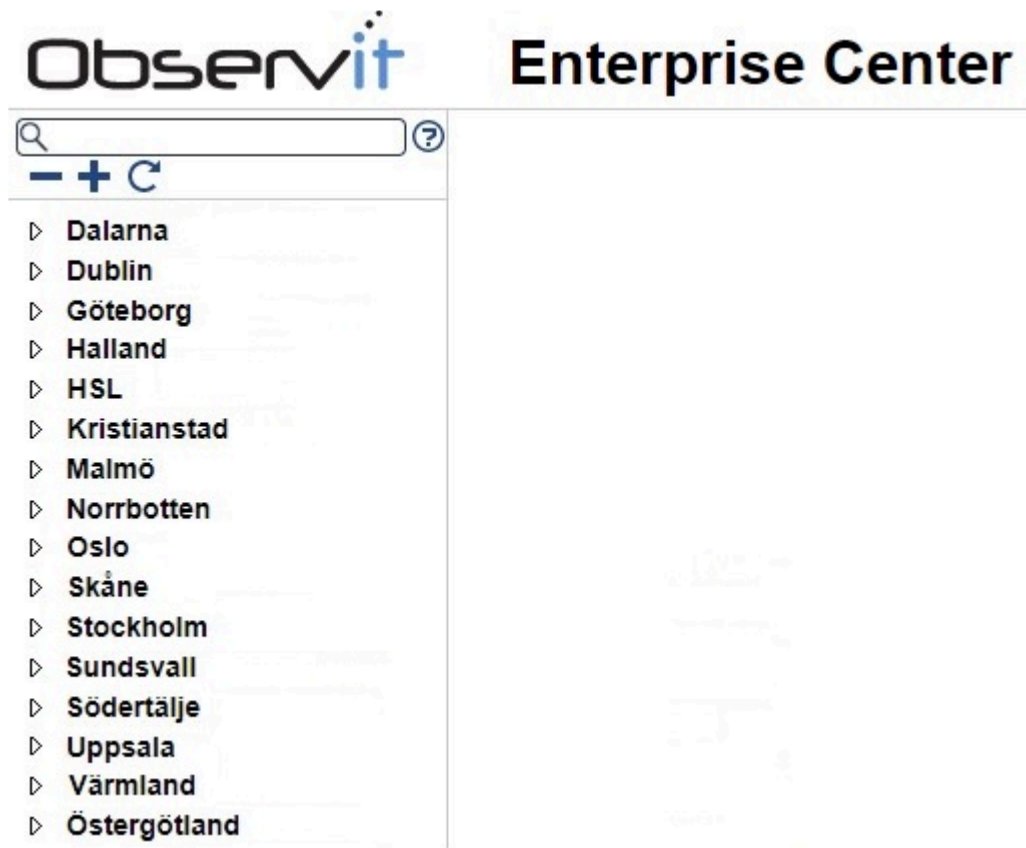 Observit Enterprise Center
Dalarna
Dublin
Göteborg
Halland
HSL
Kristianstad
Malmö
Norrbotten
Oslo
Skåne
Stockholm
Sundsvall
Södertälje
Uppsala
Värmland
Östergötland